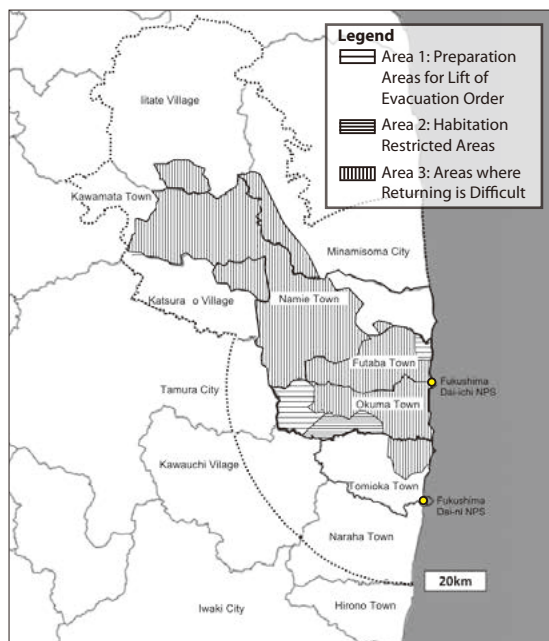 Legend
Area 1: Preparation
Areas for Lift of
Evacuation Order
Area 2: Habitation
Restricted Areas
Area 3: Areas where
Returning is Difficult
Iitate Village
Kawamata Town
Minamisoma City
Katsura o Village
Namie Town
Futaba Town
Fukushima
Dai-ichi NPS
Tamura City
Okuma Town
Kawauchi Village
Tomioka Town
Fukushima
Dai-ni NPS
Naraha Town
20km
Iwaki City
Hirono Town